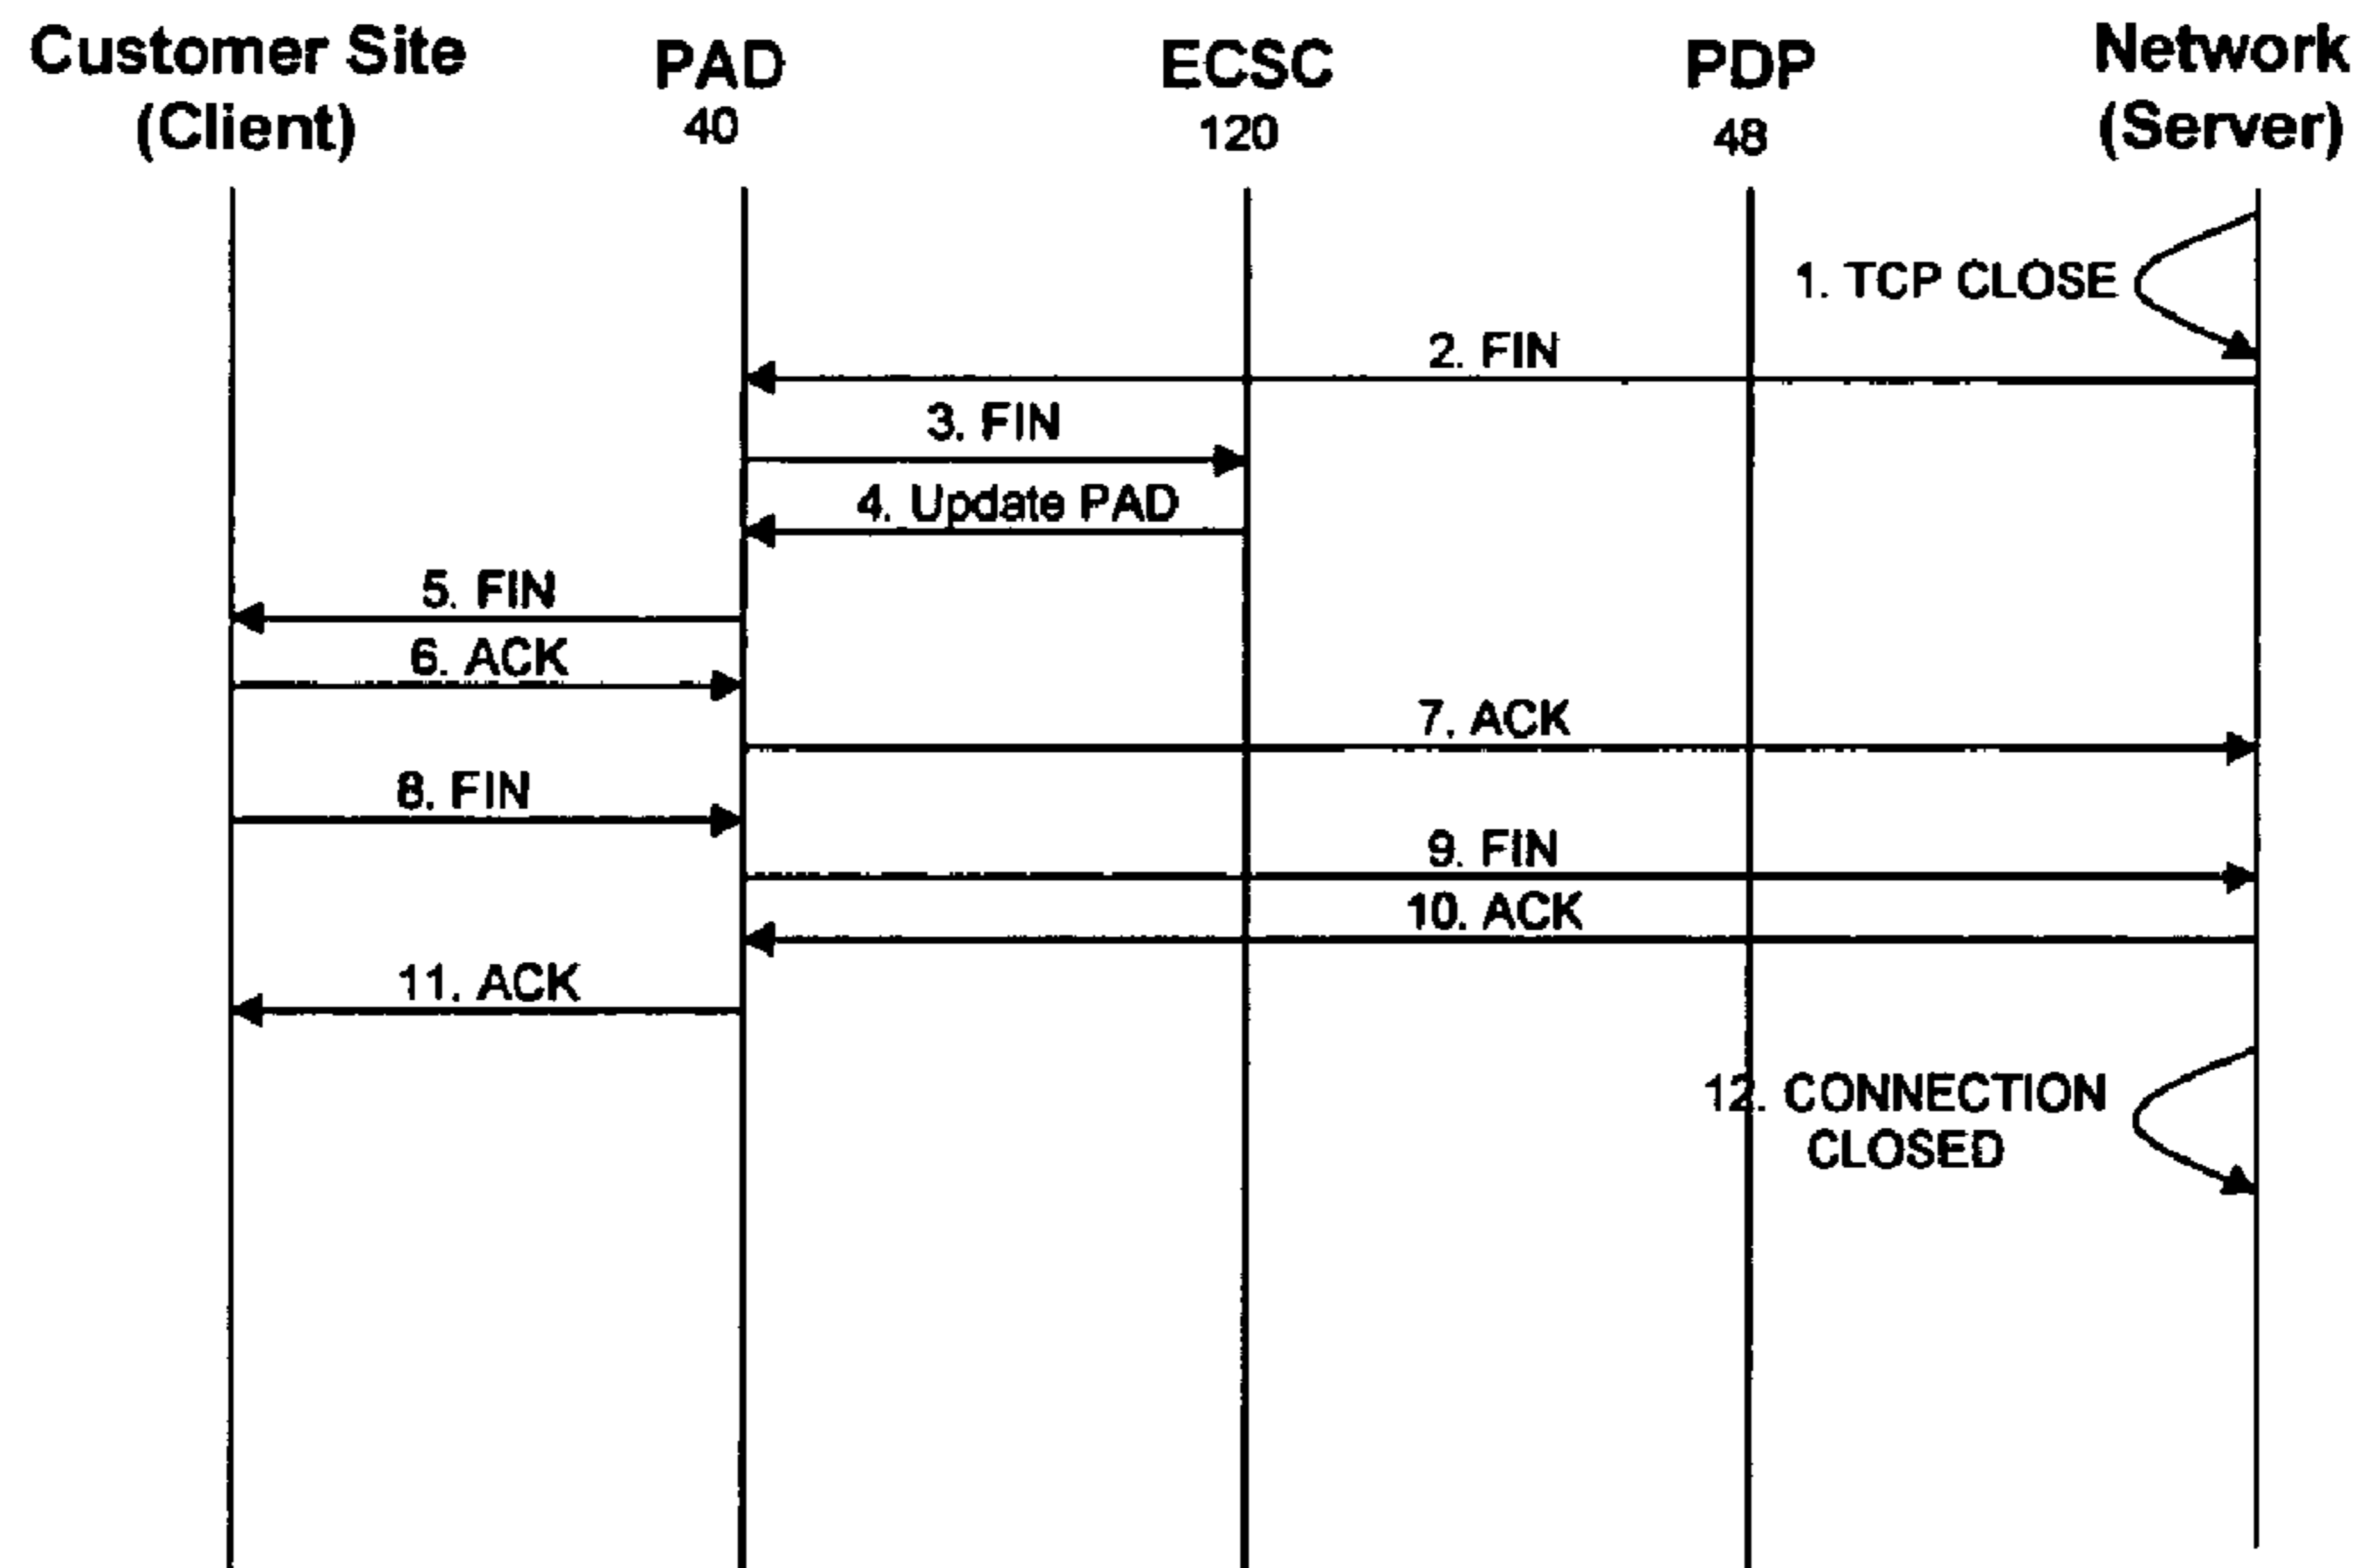 Customer Site
(Client)
PAD
40
ECSC
120
PDP
48
Network
(Server)
1. TCP CLOSE
2. FIN
3. FIN
4. Update PAD
5. FIN
6. ACK
7. ACK
8. FIN
9. FIN
10. ACK
11. ACK
12. CONNECTION
CLOSED